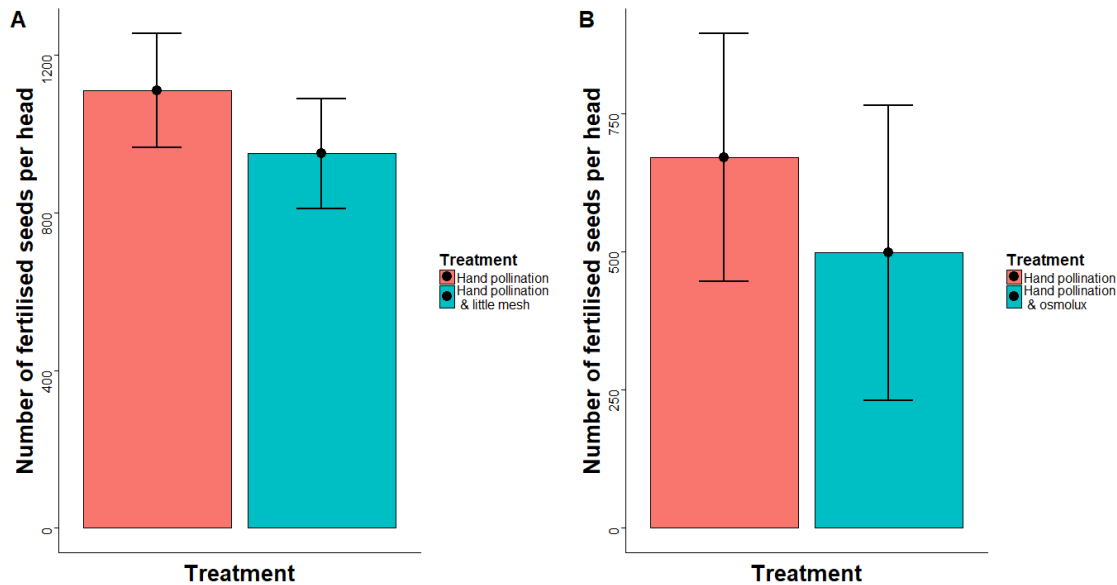 A
Number of fertilised seeds per head
1200
800
400
0
Treatment
Treatment
Hand pollination
Hand pollination
& little mesh
B
Number of fertilised seeds per head
750
500
250
0
Treatment
Treatment
Hand pollination
Hand pollination
& osmolux